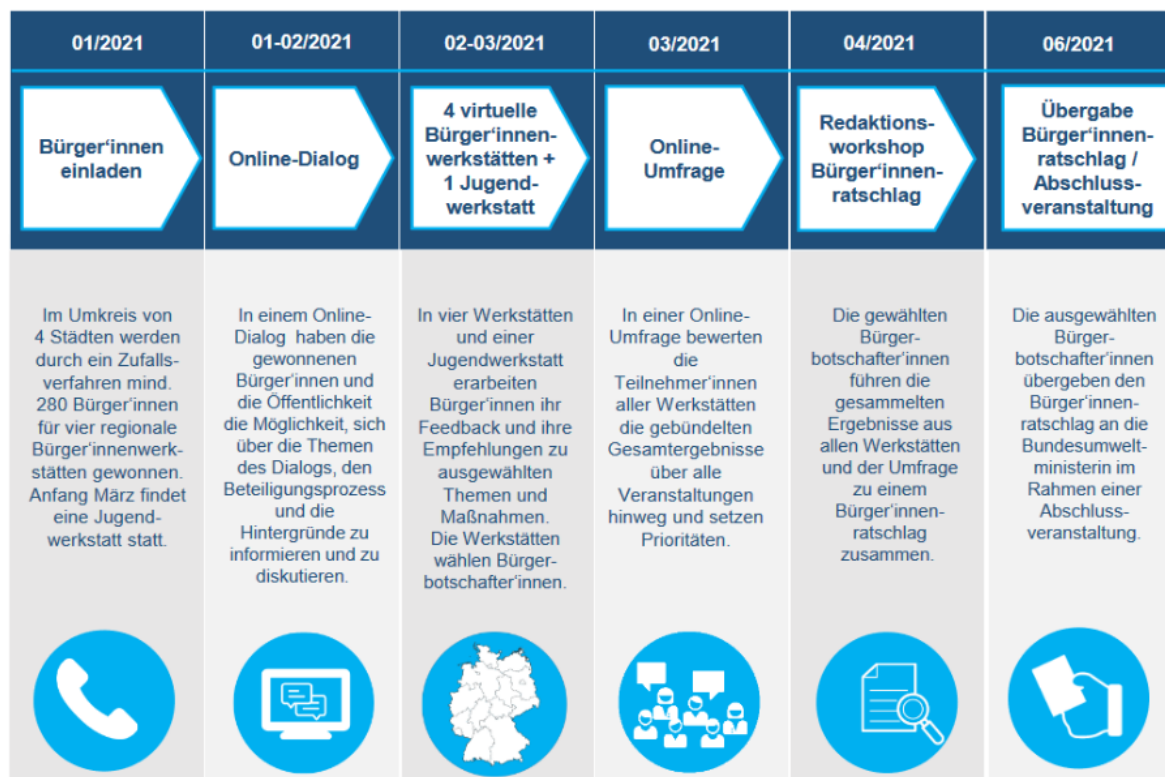 01/2021
01-02/2021
02-03/2021
03/2021
04/2021
06/2021
Bürger'innen
einladen
Online-Dialog
4 virtuelle
Bürger'innen-
werkstätten +
1 Jugend-
werkstatt
Online-
Umfrage
Redaktions-
workshop
Bürger'innen-
ratschlag
Übergabe
Bürger'innen-
ratschlag /
Abschluss-
veranstaltung
Im Umkreis von
4 Städten werden
durch ein Zufalls-
verfahren mind.
280 Bürger'innen
für vier regionale
Bürger'innenwerk-
stätten gewonnen.
Anfang März findet
eine Jugend-
werkstatt statt.
In einem Online-
Dialog haben die
gewonnenen
Bürger'innen und
die Öffentlichkeit
die Möglichkeit, sich
über die Themen
des Dialogs, den
Beteiligungsprozess
und die
Hintergründe zu
informieren und zu
diskutieren.
In vier Werkstätten
und einer
Jugendwerkstatt
erarbeiten
Bürger'innen ihr
Feedback und ihre
Empfehlungen zu
ausgewählten
Themen und
Maßnahmen.
Die Werkstätten
wählen Bürger-
botschafter'innen.
In einer Online-
Umfrage bewerten
die
Teilnehmer'innen
aller Werkstätten
die gebündelten
Gesamtergebnisse
über alle
Veranstaltungen
hinweg und setzen
Prioritäten.
Die gewählten
Bürger-
botschafter'innen
führen die
gesammelten
Ergebnisse aus
allen Werkstätten
und der Umfrage
zu einem
Bürger'innen-
ratschlag
zusammen.
Die ausgewählten
Bürger-
botschafter'innen
übergeben den
Bürger'innen-
ratschlag an die
Bundesumwelt-
ministerin im
Rahmen einer
Abschluss-
veranstaltung.